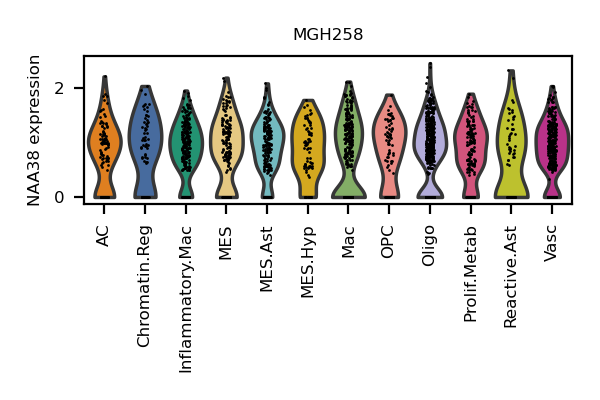 MGH258
NAA38 expression
2
0
AC
Chromatin.Reg
Inflammatory.Mac
MES
MES.Ast
MES.Hyp
Mac
OPC
Oligo
Prolif.Metab
Reactive.Ast
Vasc